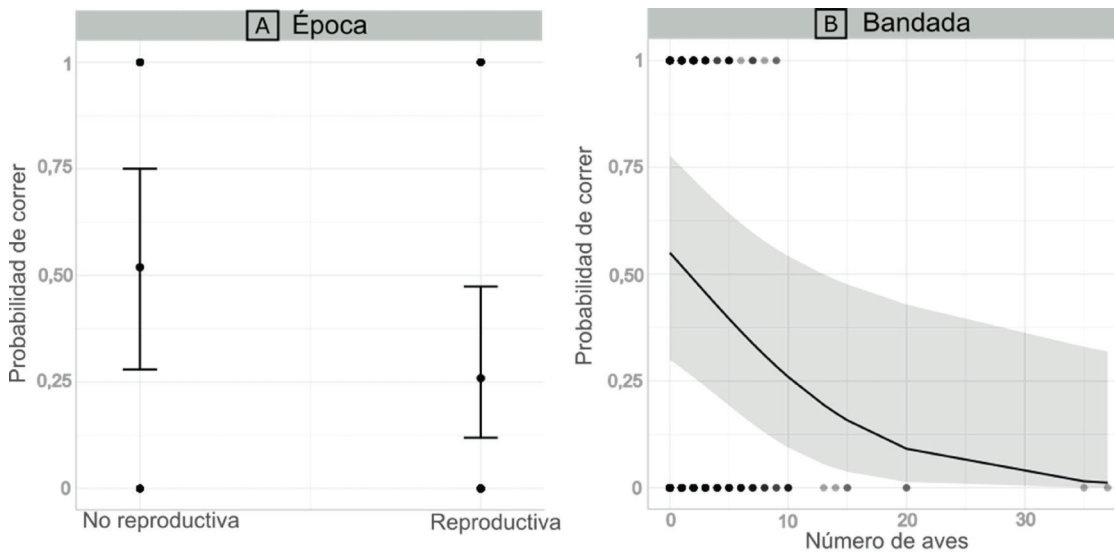 A Época
Probabilidad de correr
1
0,75
0,50
0,25
0
No reproductiva
Reproductiva
B Bandada
Probabilidad de correr
1
0,75
0,50
0,25
0
0 10 20 30
Número de aves